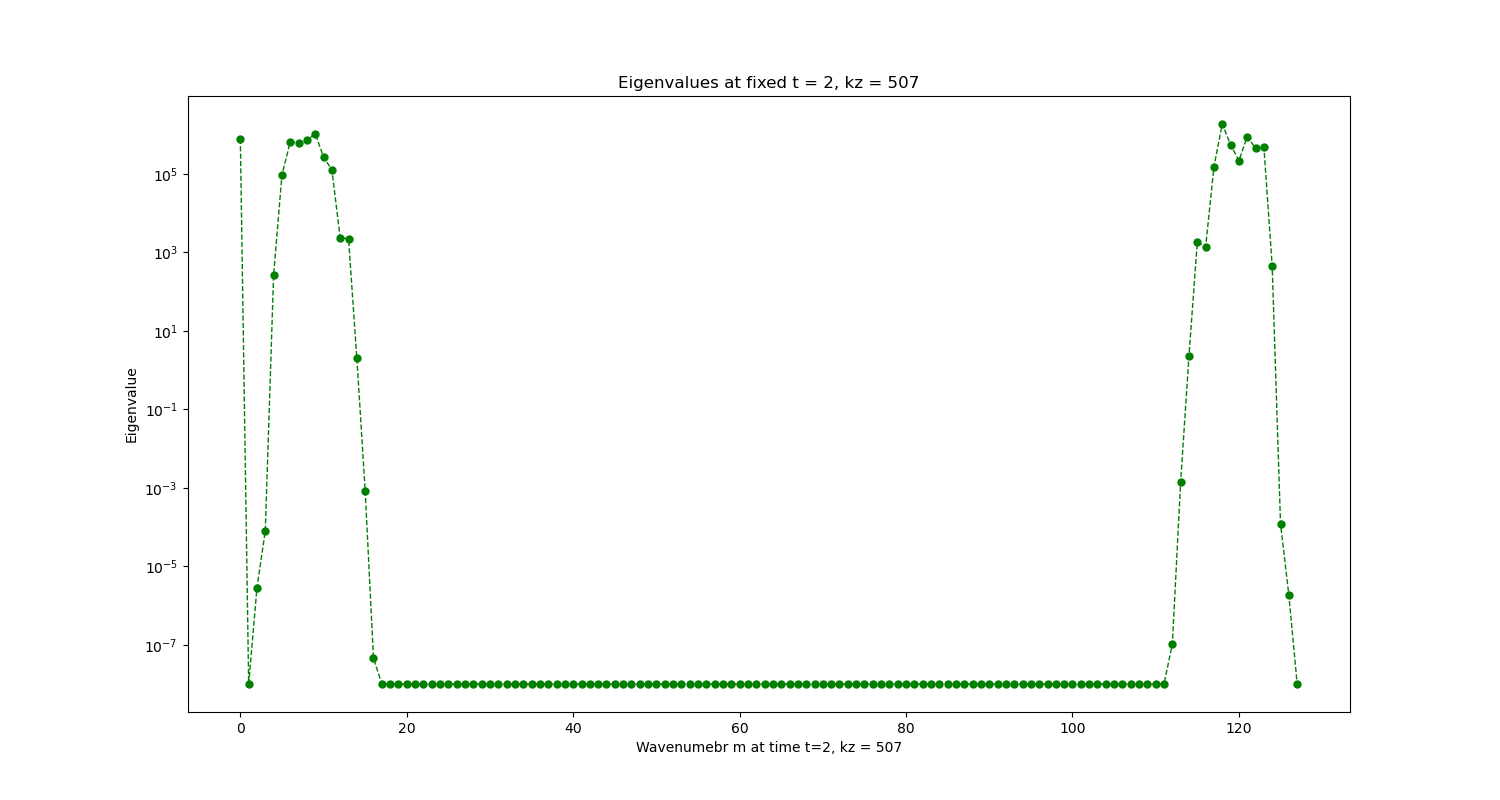 Eigenvalues at fixed t = 2, kz = 507
Eigenvalue
10^5
10^3
10^1
10^-1
10^-3
10^-5
10^-7
0 20 40 60 80 100 120
Wavenumebr m at time t=2, kz = 507